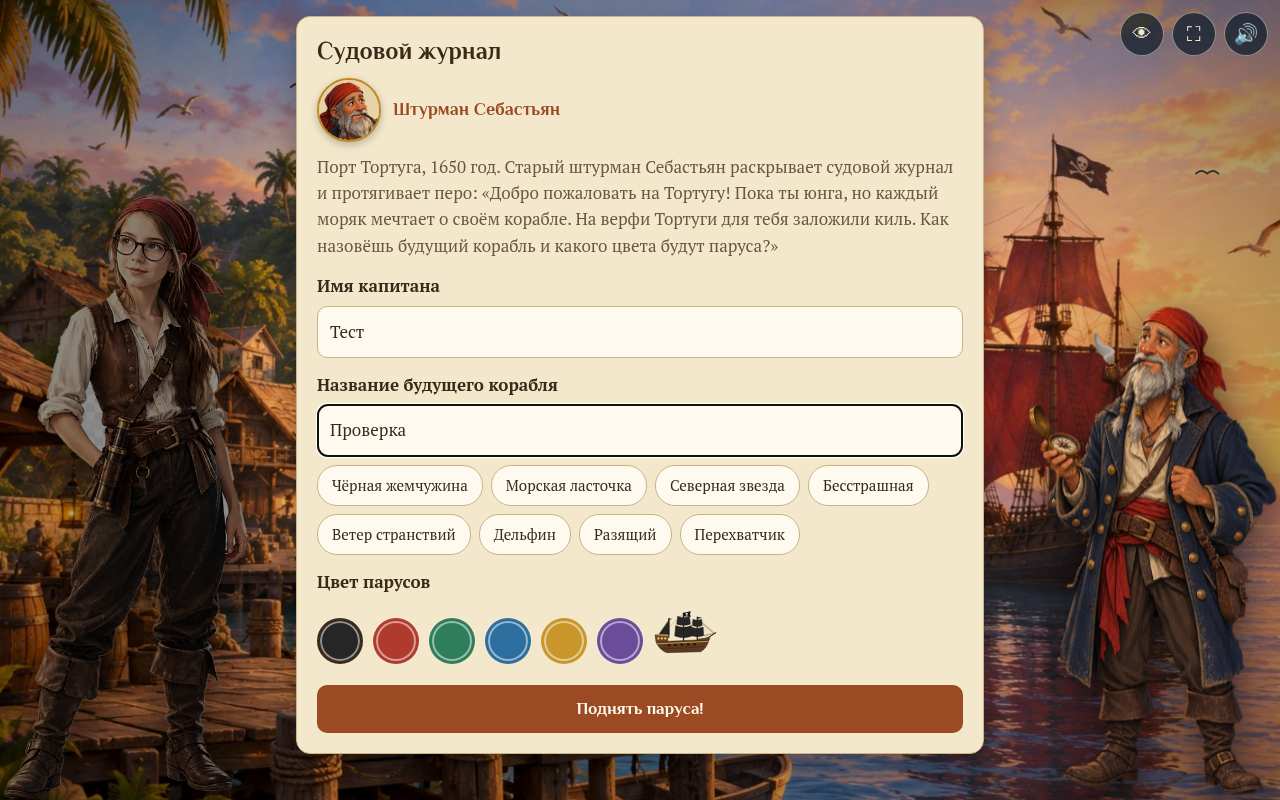 Судовой журнал
Штурман Себастьян
Порт Тортуга, 1650 год. Старый штурман Себастьян раскрывает судовой журнал
и протягивает перо: «Добро пожаловать на Тортугу! Пока ты юнга, но каждый
моряк мечтает о своём корабле. На верфи Тортуги для тебя заложили киль. Как
назовёшь будущий корабль и какого цвета будут паруса?»
Имя капитана
Тест
Название будущего корабля
Проверка
Чёрная жемчужина Морская ласточка Северная звезда Бесстрашная
Ветер странствий Дельфин Разящий Перехватчик
Цвет парусов
Поднять паруса!